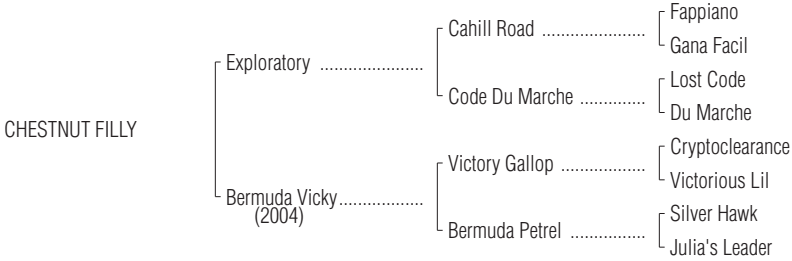 Fappiano
Cahill Road ......................
Gana Facil
Exploratory ......................
Lost Code
Code Du Marche ..............
Du Marche
CHESTNUT FILLY
Cryptoclearance
Victory Gallop ..................
Victorious Lil
Bermuda Vicky..................
(2004)
Silver Hawk
Bermuda Petrel ................
Julia's Leader